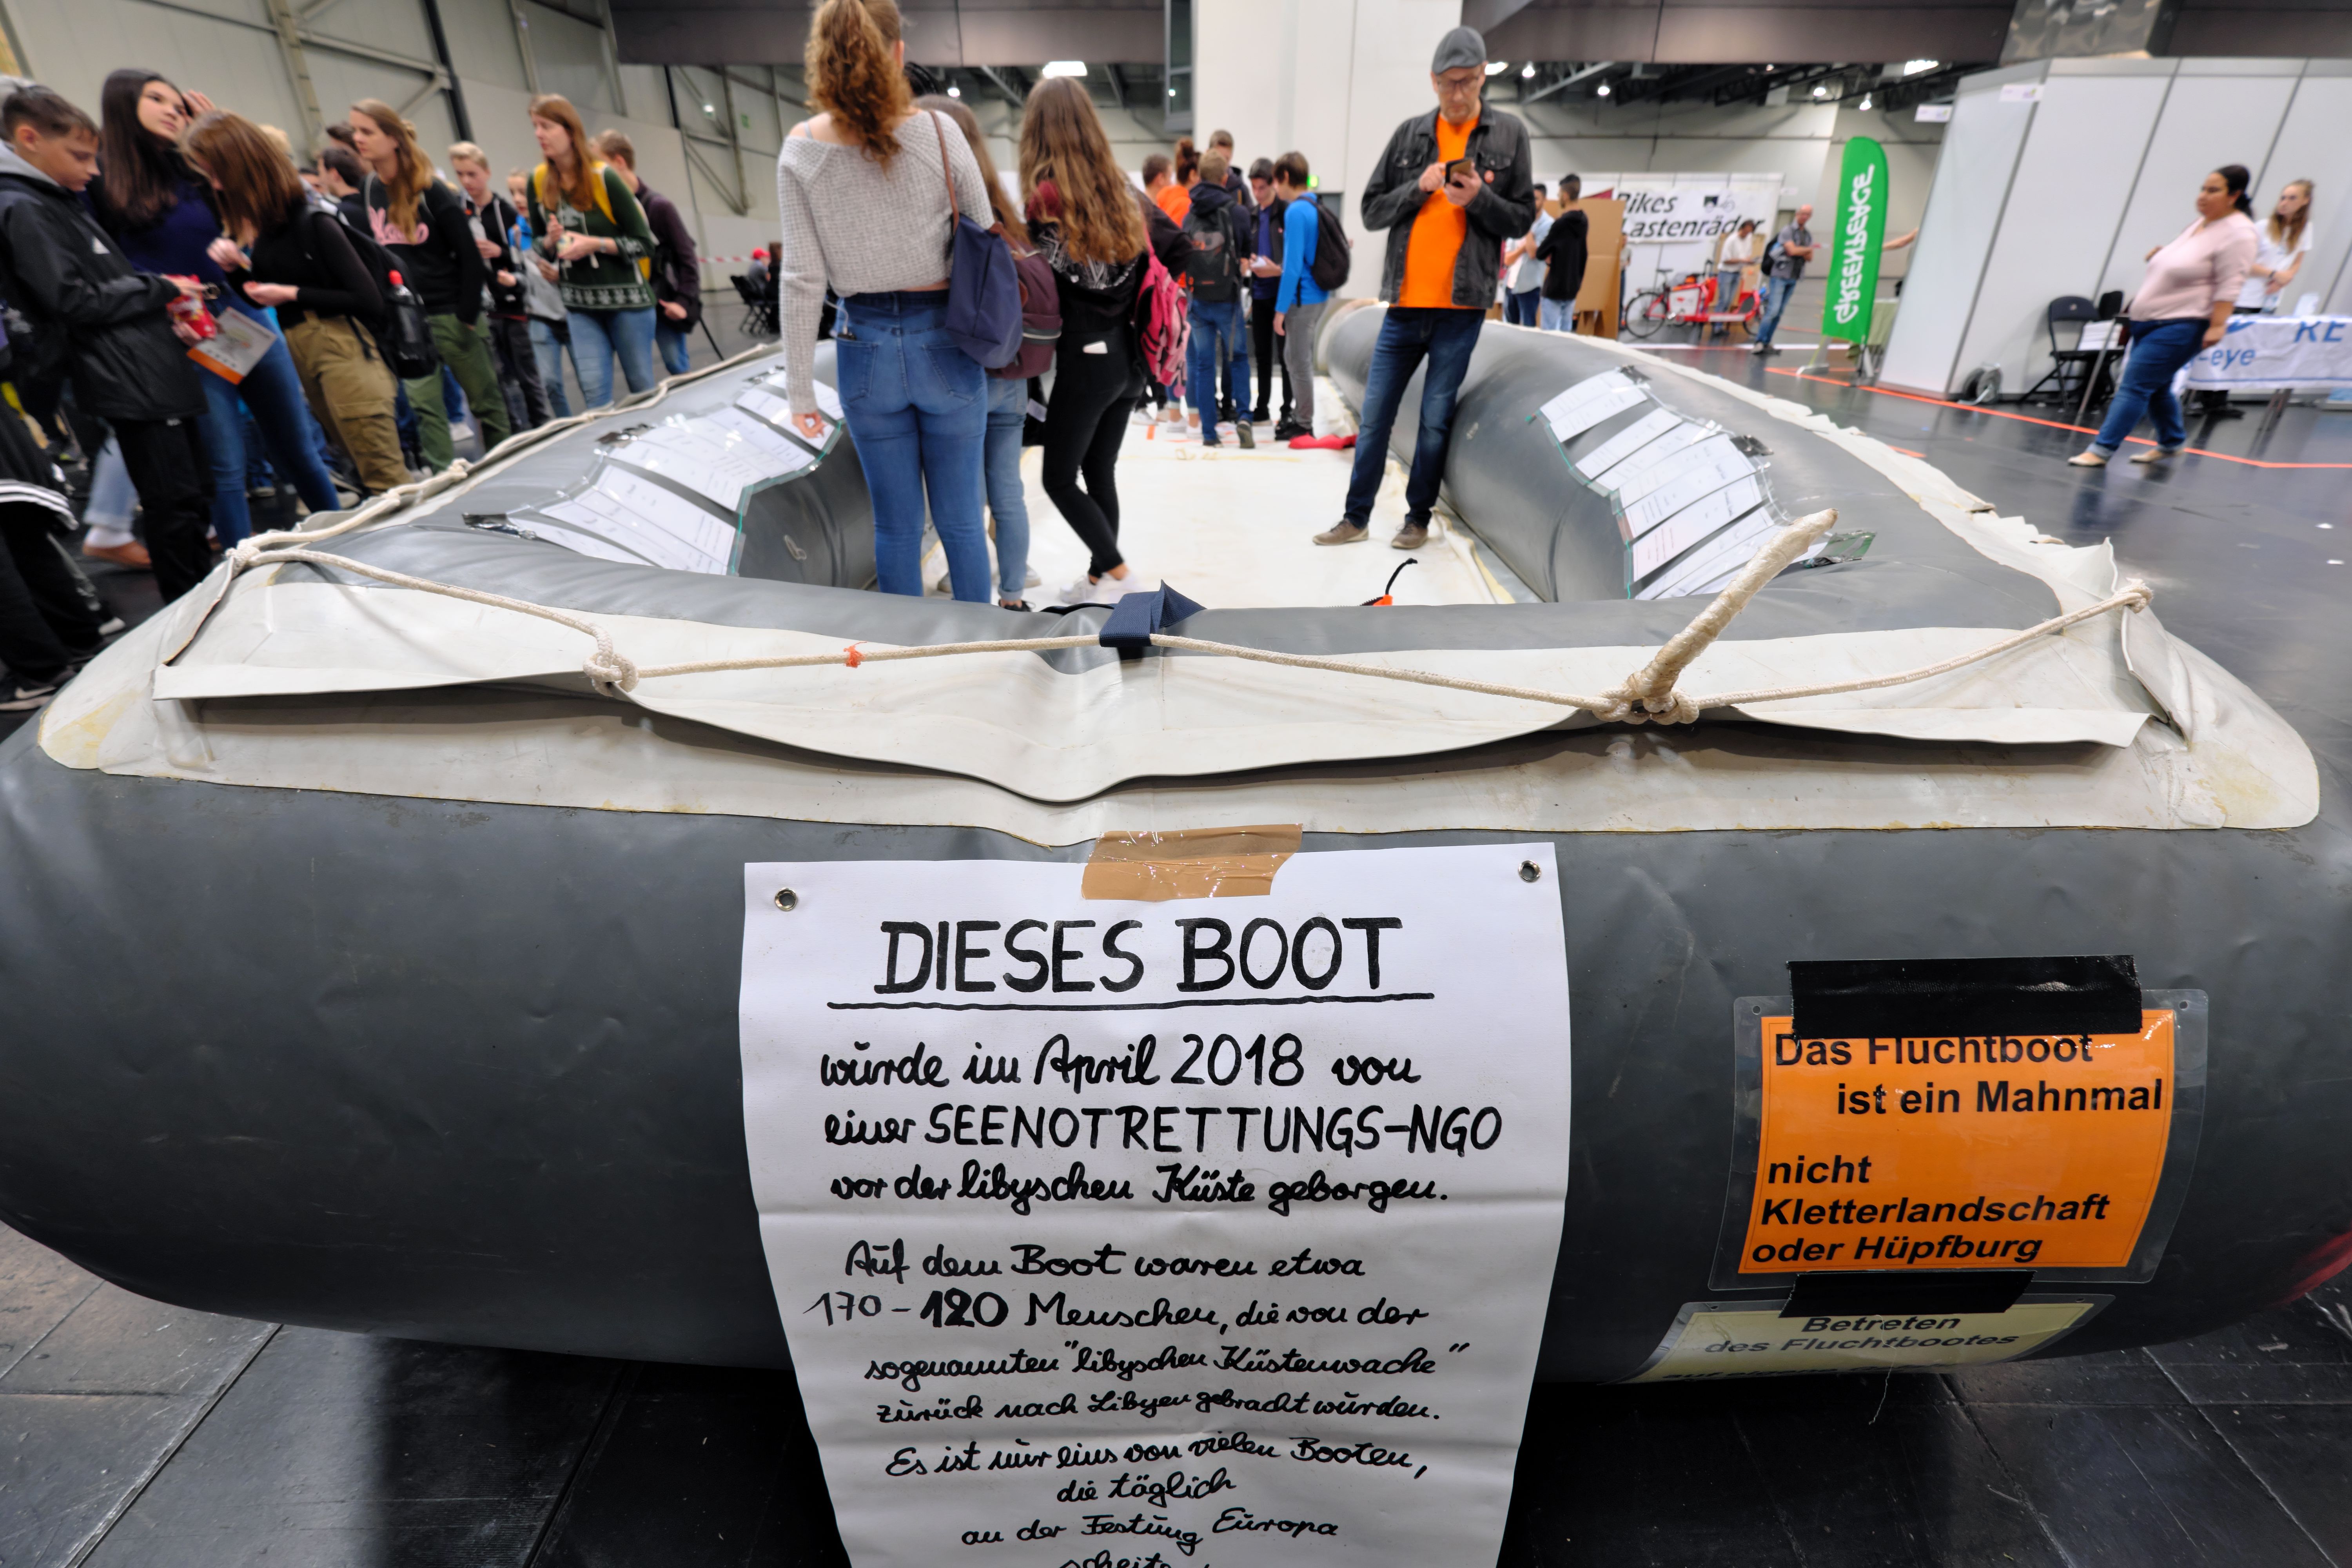 Bikes
Lastenräder
GREENPEACE
RE
-eye
DIESES BOOT
wurde im April 2018 von
einer SEENOTRETTUNGS-NGO
vor der libyschen Küste geborgen.
Auf dem Boot waren etwa
170-120 Menschen, die von der
sogenannten "libyschen Küstenwache"
zurück nach Libyen gebracht wurden.
Es ist nur eins von vielen Booten,
die täglich
an der Festung Europa
Das Fluchtboot
ist ein Mahnmal
nicht
Kletterlandschaft
oder Hüpfburg
Betreten
des Fluchtbootes